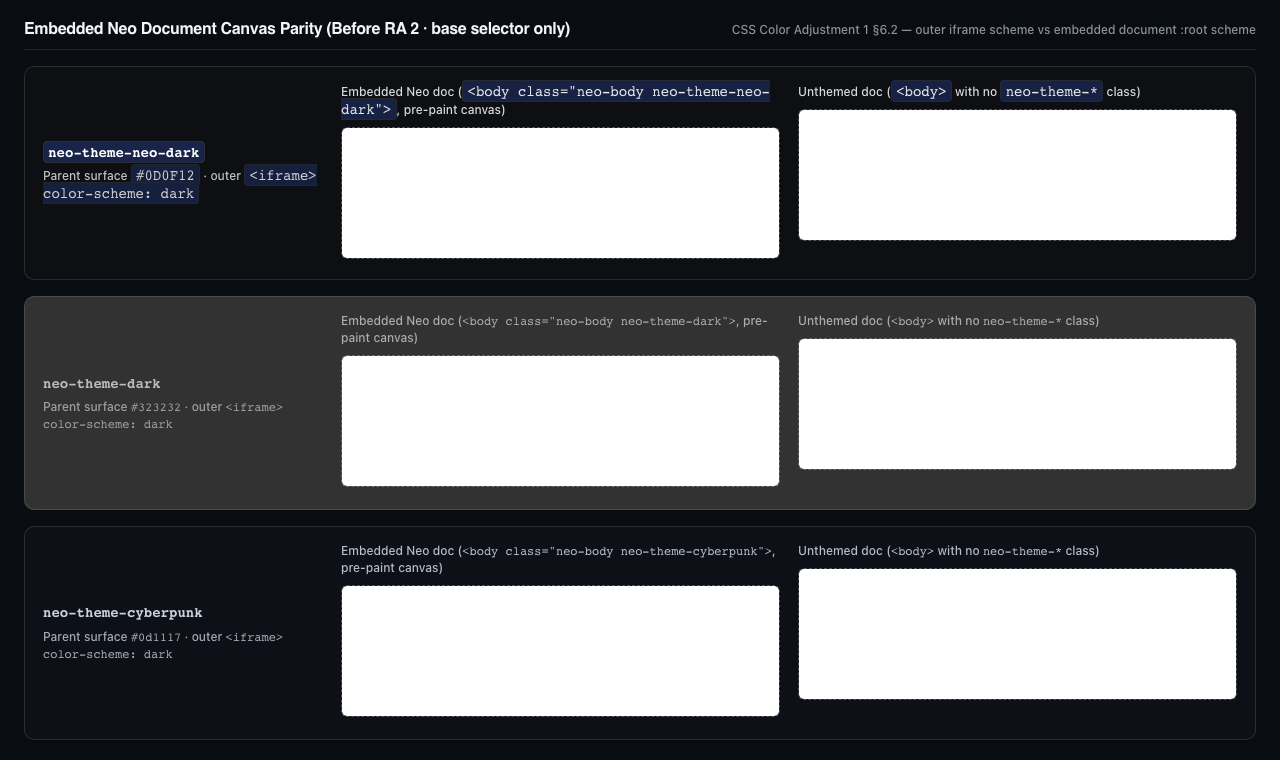 Embedded Neo Document Canvas Parity (Before RA 2 · base selector only)
CSS Color Adjustment 1 §6.2 — outer iframe scheme vs embedded document :root scheme
neo-theme-neo-dark
Parent surface #0D0F12 · outer <iframe>
color-scheme: dark
Embedded Neo doc (<body class="neo-body neo-theme-neo-
dark">, pre-paint canvas)
Unthemed doc (<body> with no neo-theme-* class)
neo-theme-dark
Parent surface #323232 · outer <iframe>
color-scheme: dark
Embedded Neo doc (<body class="neo-body neo-theme-dark">, pre-
paint canvas)
Unthemed doc (<body> with no neo-theme-* class)
neo-theme-cyberpunk
Parent surface #0d1117 · outer <iframe>
color-scheme: dark
Embedded Neo doc (<body class="neo-body neo-theme-cyberpunk">,
pre-paint canvas)
Unthemed doc (<body> with no neo-theme-* class)